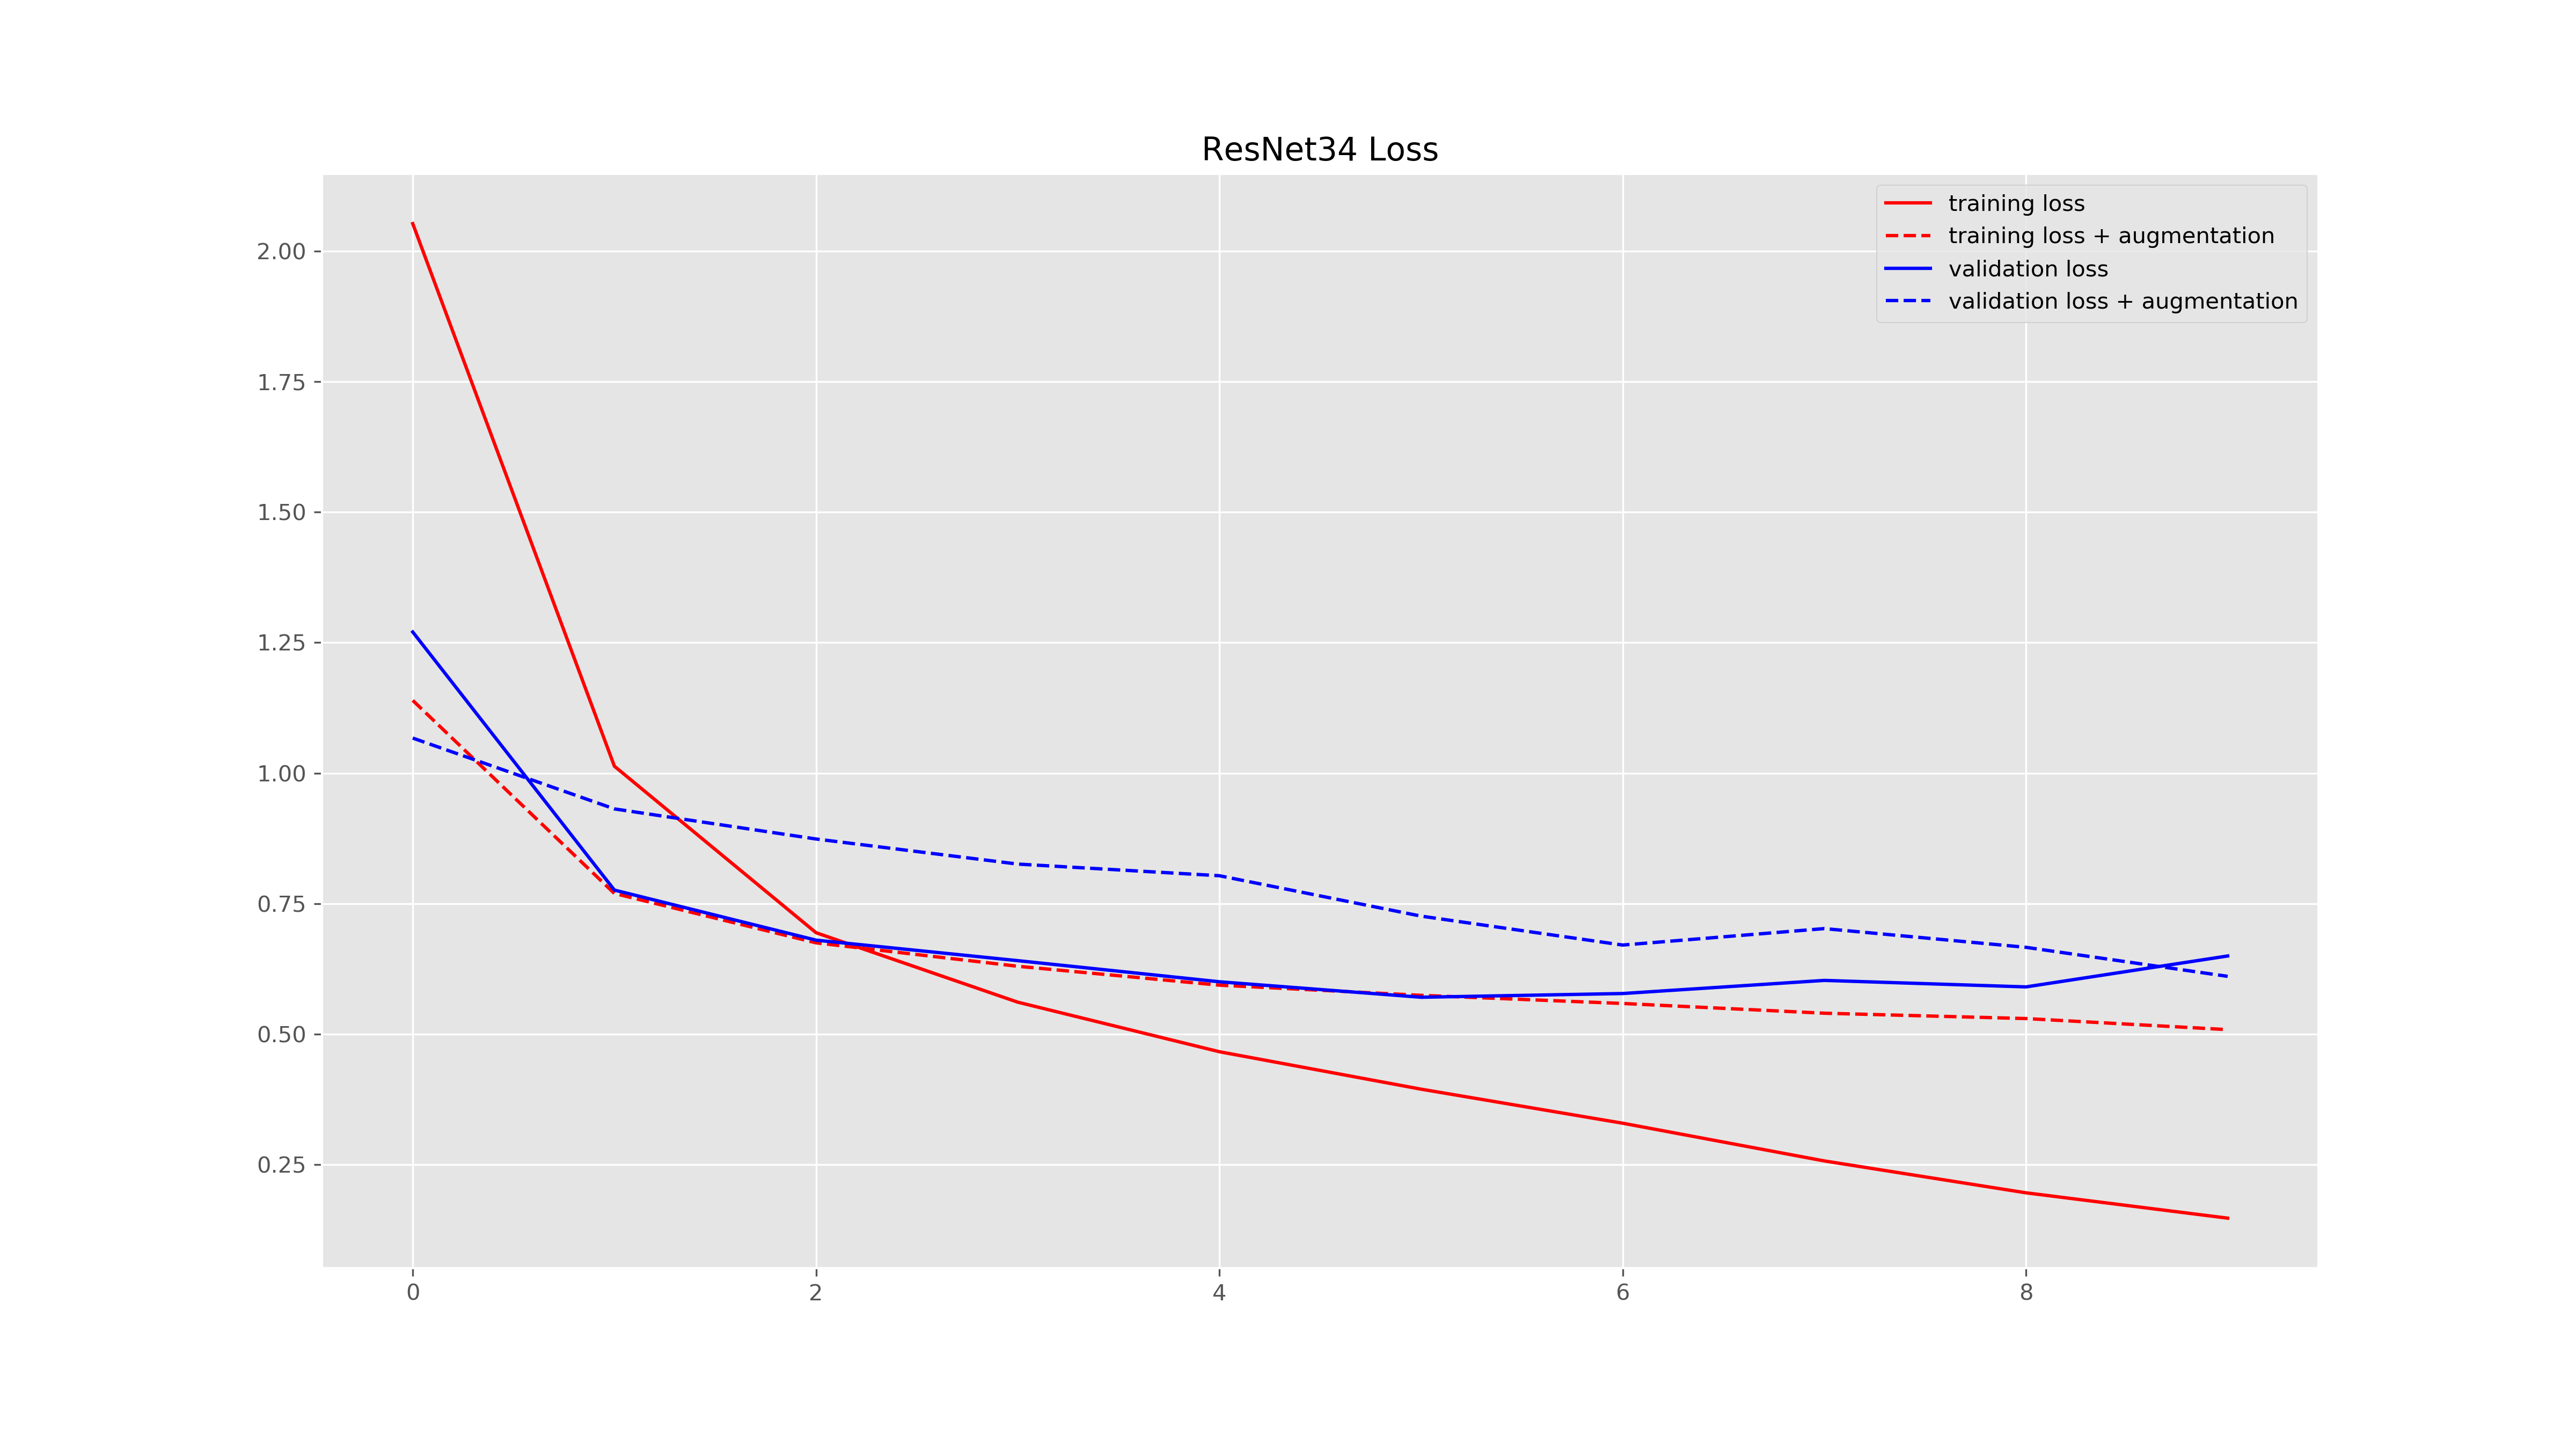 ResNet34 Loss
training loss
training loss + augmentation
validation loss
validation loss + augmentation
2.00
1.75
1.50
1.25
1.00
0.75
0.50
0.25
0 2 4 6 8